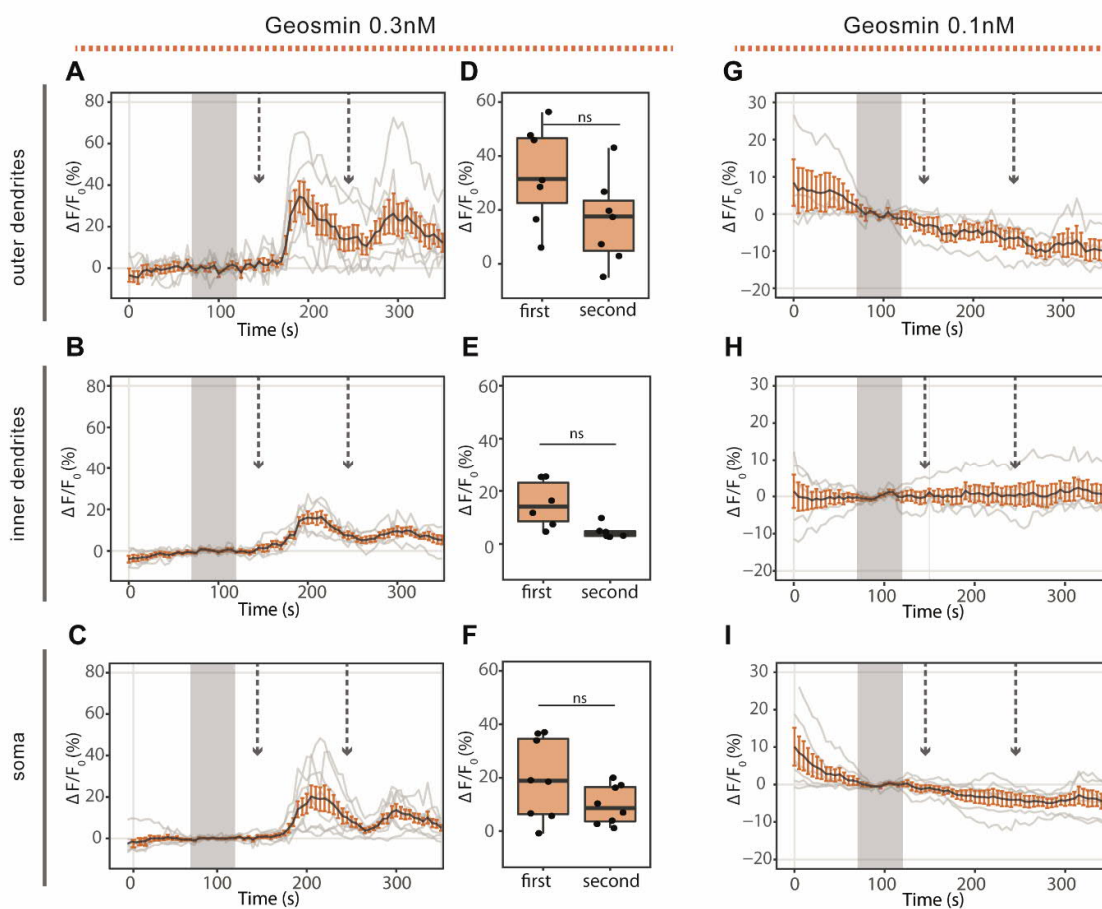 Geosmin 0.3nM
Geosmin 0.1nM
outer dendrites
A
ΔF/F0 (%)
80
60
40
20
0
0 100 200 300
Time (s)
D
ΔF/F0 (%)
60
40
20
0
ns
first second
G
ΔF/F0 (%)
30
20
10
0
−10
−20
0 100 200 300
Time (s)
inner dendrites
B
ΔF/F0 (%)
80
60
40
20
0
0 100 200 300
Time (s)
E
ΔF/F0 (%)
60
40
20
0
ns
first second
H
ΔF/F0 (%)
30
20
10
0
−10
−20
0 100 200 300
Time (s)
soma
C
ΔF/F0 (%)
80
60
40
20
0
0 100 200 300
Time (s)
F
ΔF/F0 (%)
60
40
20
0
ns
first second
I
ΔF/F0 (%)
30
20
10
0
−10
−20
0 100 200 300
Time (s)